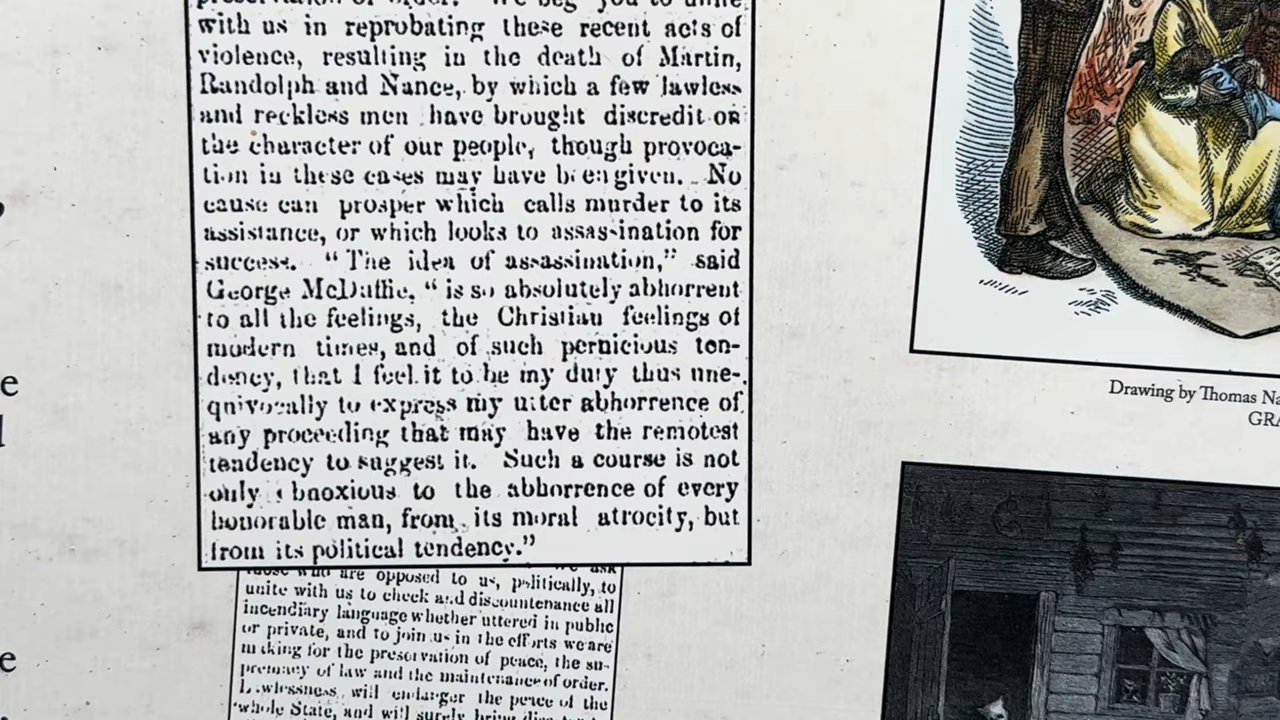 preservation of order. We beg you to unite
with us in reprobating these recent acts of
violence, resulting in the death of Martin,
Randolph and Nance, by which a few lawless
and reckless men have brought discredit on
the character of our people, though provoca-
tion in these cases may have been given. No
cause can prosper which calls murder to its
assistance, or which looks to assassination for
success. “The idea of assassination,” said
George McDuffie, “is so absolutely abhorrent
to all the feelings, the Christian feelings of
modern times, and of such pernicious ten-
dency, that I feel it to be my duty thus une-
quivocally to express my utter abhorrence of
any proceeding that may have the remotest
tendency to suggest it. Such a course is not
only obnoxious to the abhorrence of every
honorable man, from its moral atrocity, but
from its political tendency.”
those who are opposed to us, politically, to
unite with us to check and discountenance all
incendiary language whether uttered in public
or private, and to join us in the efforts we are
making for the preservation of peace, the su-
premacy of law and the maintenance of order.
Lawlessness will endanger the peace of the
whole State, and will surely bring
Drawing by Thomas Na
GRA
e
d
e